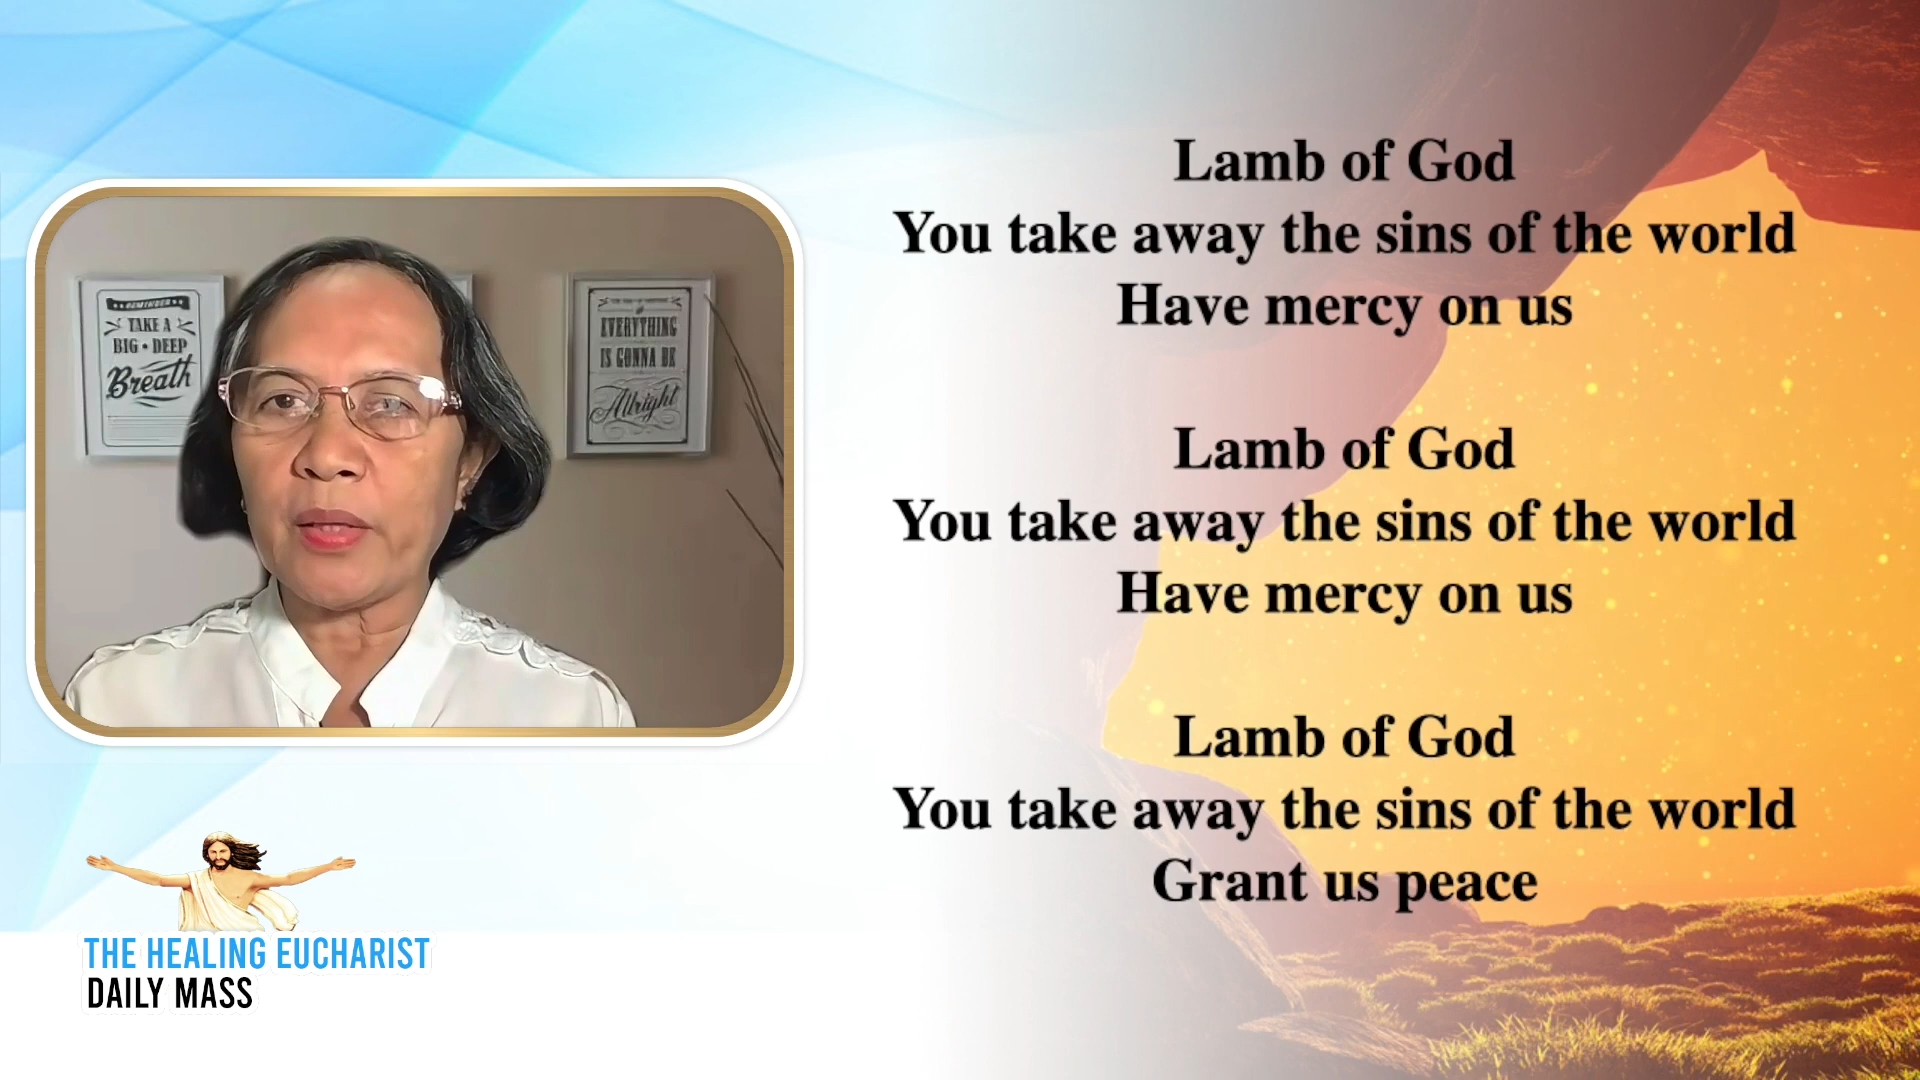 REMINDER
TAKE A
BIG • DEEP
Breath
EVERYTHING
IS GONNA BE
Allright
Lamb of God
You take away the sins of the world
Have mercy on us
Lamb of God
You take away the sins of the world
Have mercy on us
Lamb of God
You take away the sins of the world
Grant us peace
THE HEALING EUCHARIST
DAILY MASS